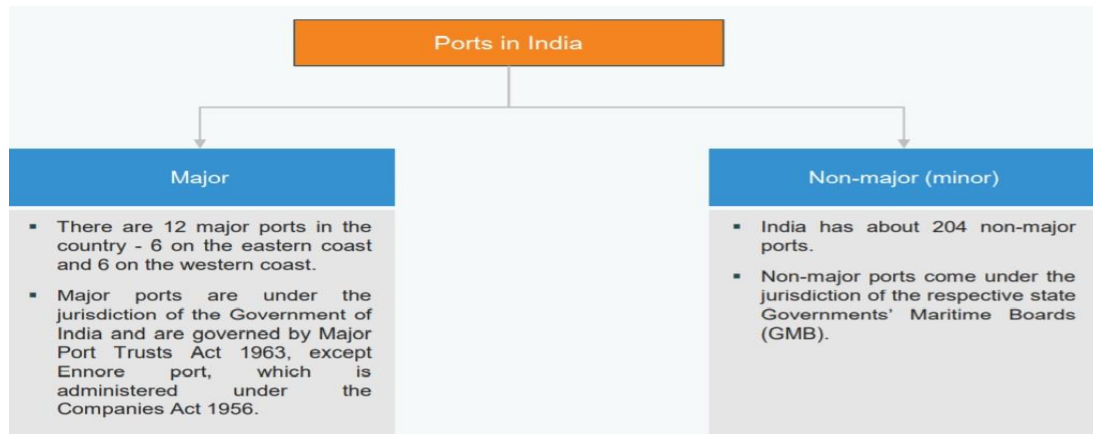 Ports in India
Major
▪ There are 12 major ports in the
country - 6 on the eastern coast
and 6 on the western coast.
▪ Major ports are under the
jurisdiction of the Government of
India and are governed by Major
Port Trusts Act 1963, except
Ennore port, which is
administered under the
Companies Act 1956.
Non-major (minor)
▪ India has about 204 non-major
ports.
▪ Non-major ports come under the
jurisdiction of the respective state
Governments’ Maritime Boards
(GMB).